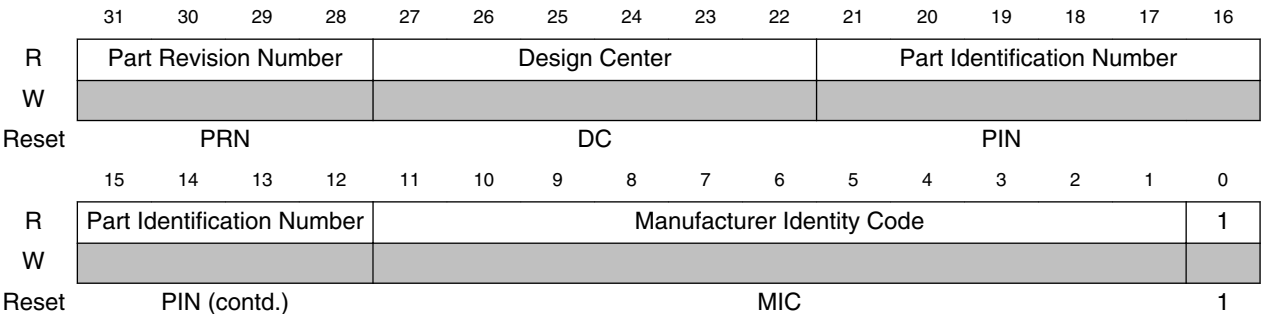 31 30 29 28 27 26 25 24 23 22 21 20 19 18 17 16
R Part Revision Number Design Center Part Identification Number
W
Reset PRN DC PIN
15 14 13 12 11 10 9 8 7 6 5 4 3 2 1 0
R Part Identification Number Manufacturer Identity Code 1
W
Reset PIN (contd.) MIC 1